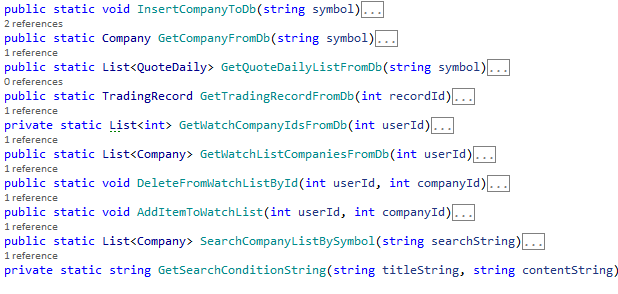 public static void InsertCompanyToDb(string symbol)...
2 references
public static Company GetCompanyFromDb(string symbol)...
1 reference
public static List<QuoteDaily> GetQuoteDailyListFromDb(string symbol)...
0 references
public static TradingRecord GetTradingRecordFromDb(int recordId)...
1 reference
private static List<int> GetWatchCompanyIdsFromDb(int userId)...
1 reference
public static List<Company> GetWatchListCompaniesFromDb(int userId)...
1 reference
public static void DeleteFromWatchListById(int userId, int companyId)...
1 reference
public static void AddItemToWatchList(int userId, int companyId)...
1 reference
public static List<Company> SearchCompanyListBySymbol(string searchString)...
1 reference
private static string GetSearchConditionString(string titleString, string contentString)